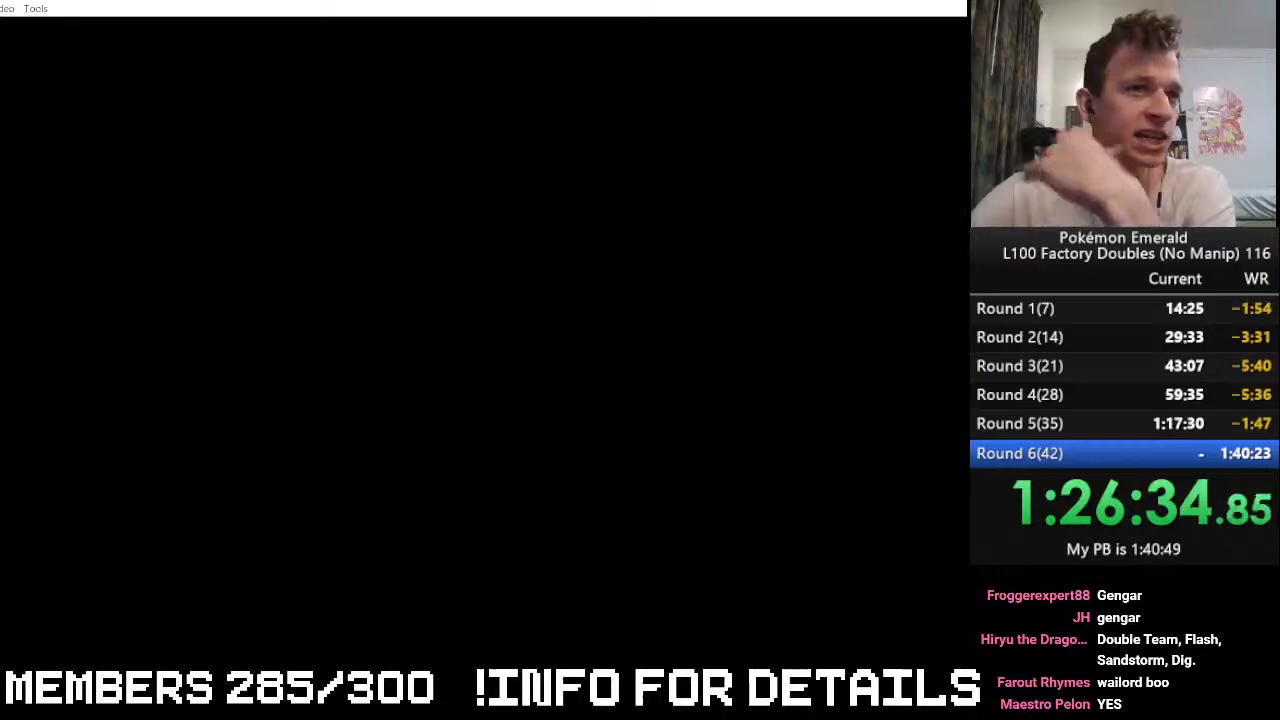 deo Tools
Pokémon Emerald
L100 Factory Doubles (No Manip) 116
Current WR
Round 1(7) 14:25 −1:54
Round 2(14) 29:33 −3:31
Round 3(21) 43:07 −5:40
Round 4(28) 59:35 −5:36
Round 5(35) 1:17:30 −1:47
Round 6(42) - 1:40:23
1:26:34.85
My PB is 1:40:49
Froggerexpert88 Gengar
JH gengar
Hiryu the Drago... Double Team, Flash,
Sandstorm, Dig.
Farout Rhymes wailord boo
Maestro Pelon YES
MEMBERS 285/300 !INFO FOR DETAILS